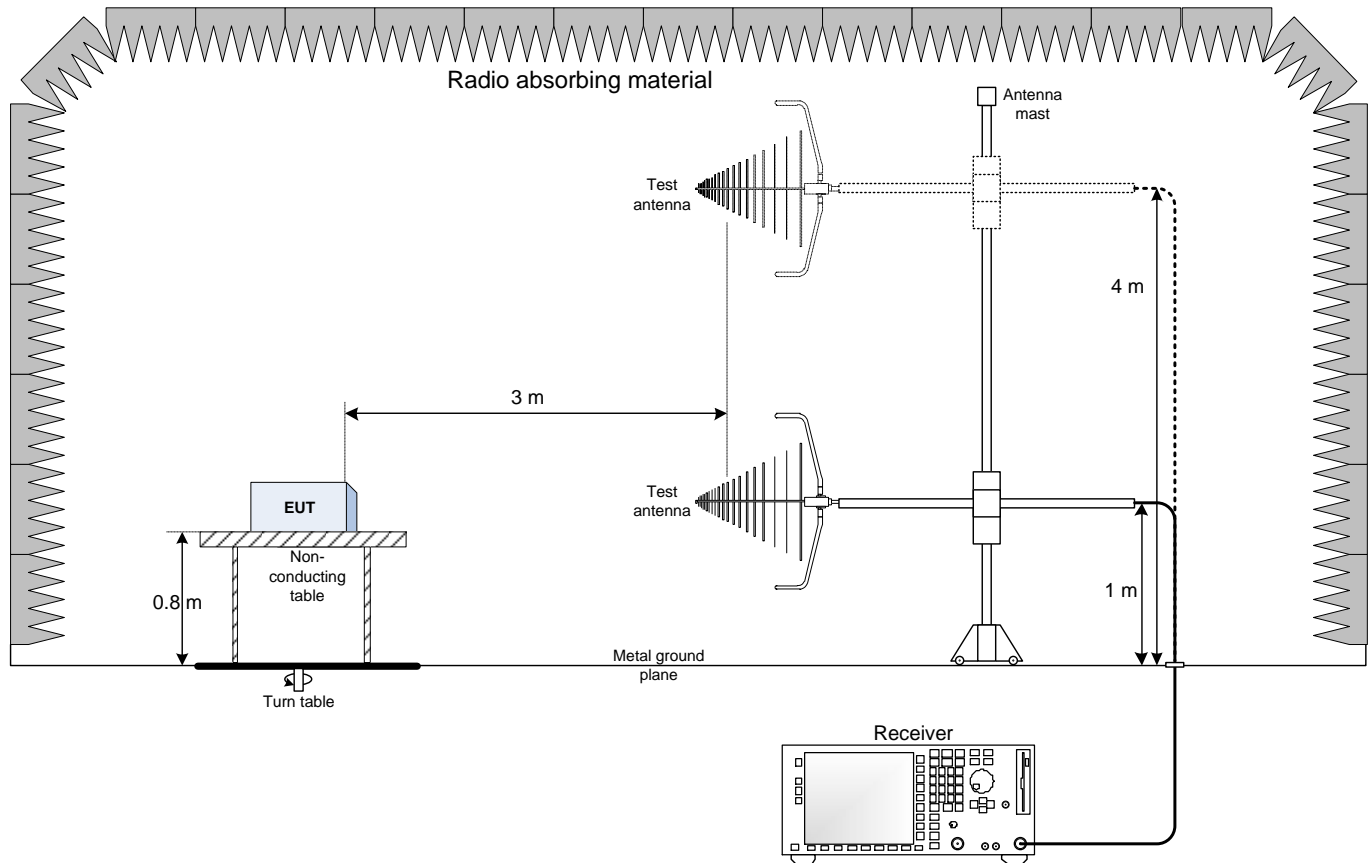 Radio absorbing material
Antenna
mast
Test
antenna
4 m
3 m
Test
antenna
EUT
Non-
conducting
table
0.8 m
1 m
Metal ground
plane
Turn table
Receiver